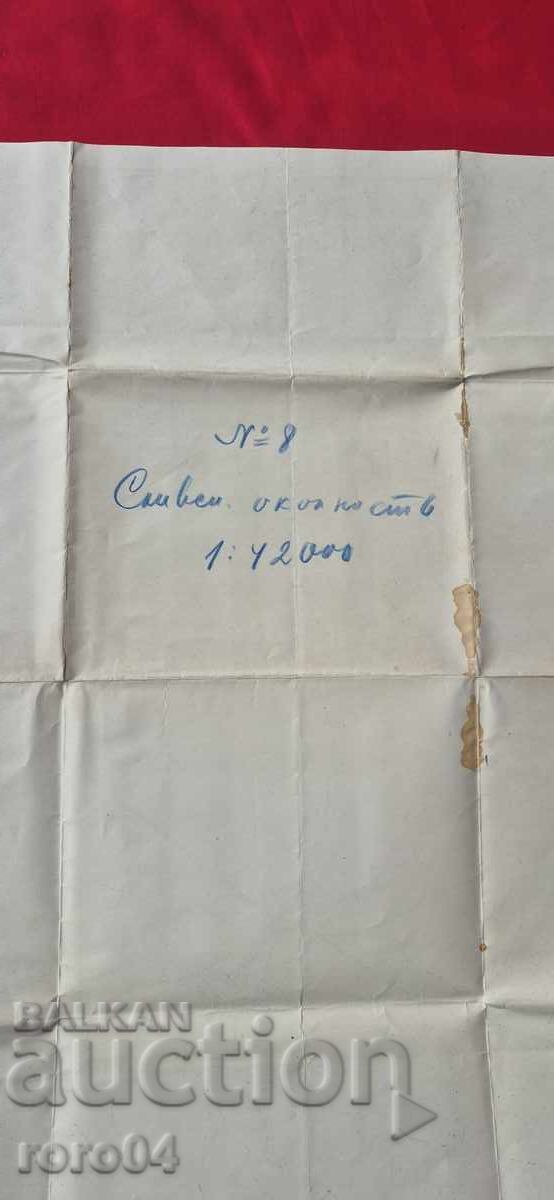 № 8
Сливен. околность
1:42000
BALKAN
auction
roro04